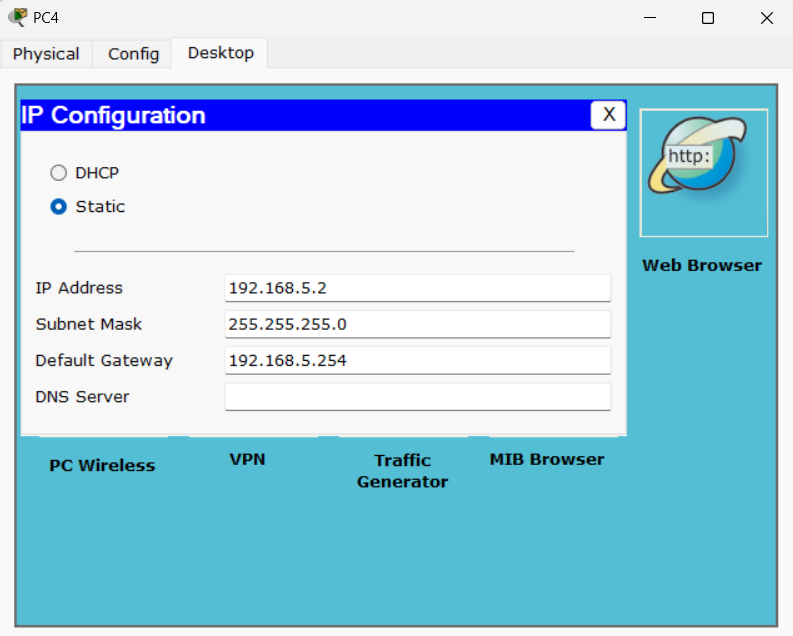 PC4
Physical Config Desktop
IP Configuration X
http:
DHCP
Static
Web Browser
IP Address 192.168.5.2
Subnet Mask 255.255.255.0
Default Gateway 192.168.5.254
DNS Server
PC Wireless
VPN
Traffic
Generator
MIB Browser